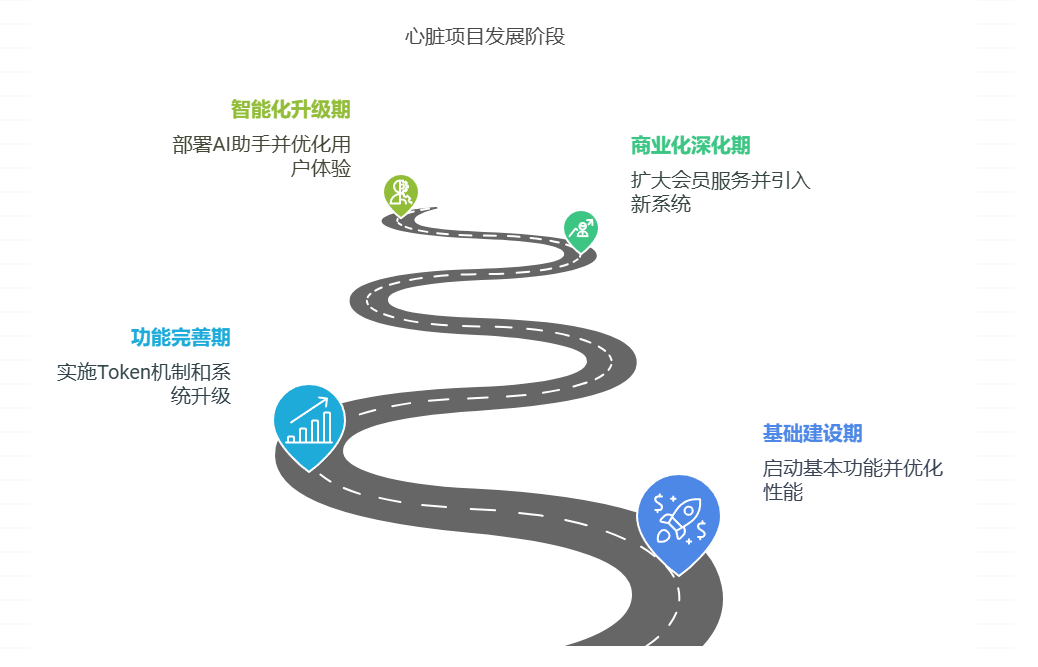 心脏项目发展阶段
智能化升级期
部署AI助手并优化用
户体验
商业化深化期
扩大会员服务并引入
新系统
功能完善期
实施Token机制和系
统升级
基础建设期
启动基本功能并优化
性能